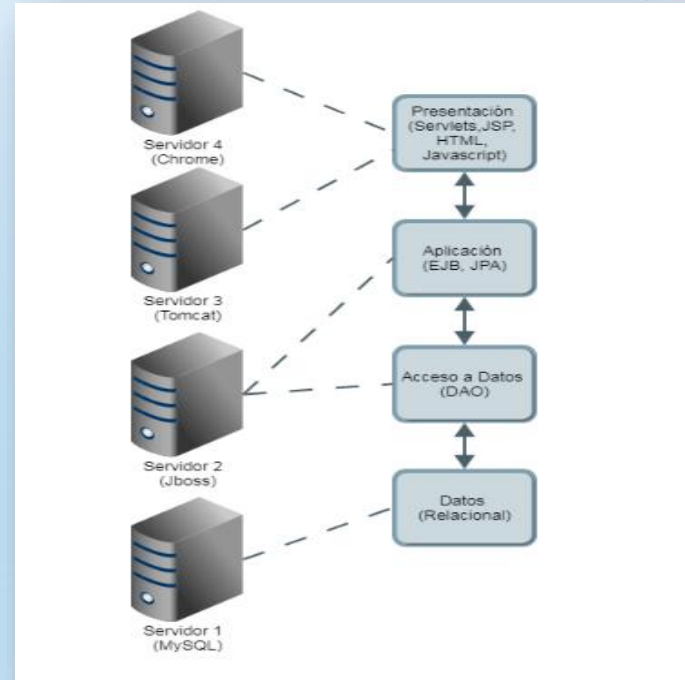 Servidor 4
(Chrome)
Servidor 3
(Tomcat)
Servidor 2
(Jboss)
Servidor 1
(MySQL)
Presentación
(Servlets,JSP,
HTML,
Javascript)
Aplicación
(EJB, JPA)
Acceso a Datos
(DAO)
Datos
(Relacional)